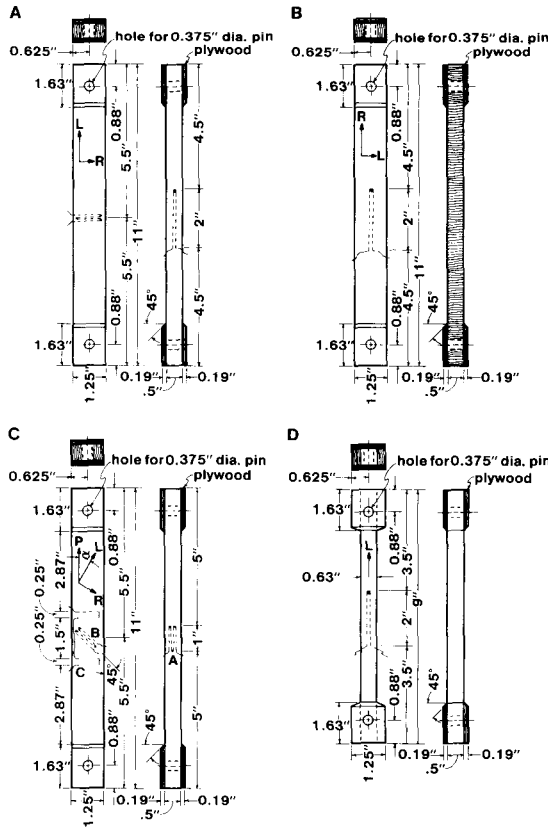 A
0.625"
hole for 0.375" dia. pin
plywood
1.63"
0.88"
L
R
5.5"
4.5"
2"
11"
5.5"
4.5"
0.88"
45°
1.63"
1.25"
0.19"
0.19"
.5"
B
0.625"
hole for 0.375" dia. pin
plywood
1.63"
0.88"
R
L
4.5"
2"
11"
4.5"
0.88"
45°
1.63"
1.25"
0.19"
0.19"
.5"
C
0.625"
hole for 0.375" dia. pin
plywood
1.63"
0.88"
P
L
α
R
2.87"
5.5"
5"
0.25"
11"
1.5"
B
1"
0.25"
A
C
45°
2.87"
5.5"
0.88"
5"
45°
1.63"
1.25"
0.19"
0.19"
.5"
D
0.625"
hole for 0.375" dia. pin
plywood
1.63"
0.88"
3.5"
L
0.63"
2"
9"
3.5"
0.88"
45°
1.63"
1.25"
0.19"
0.19"
.5"